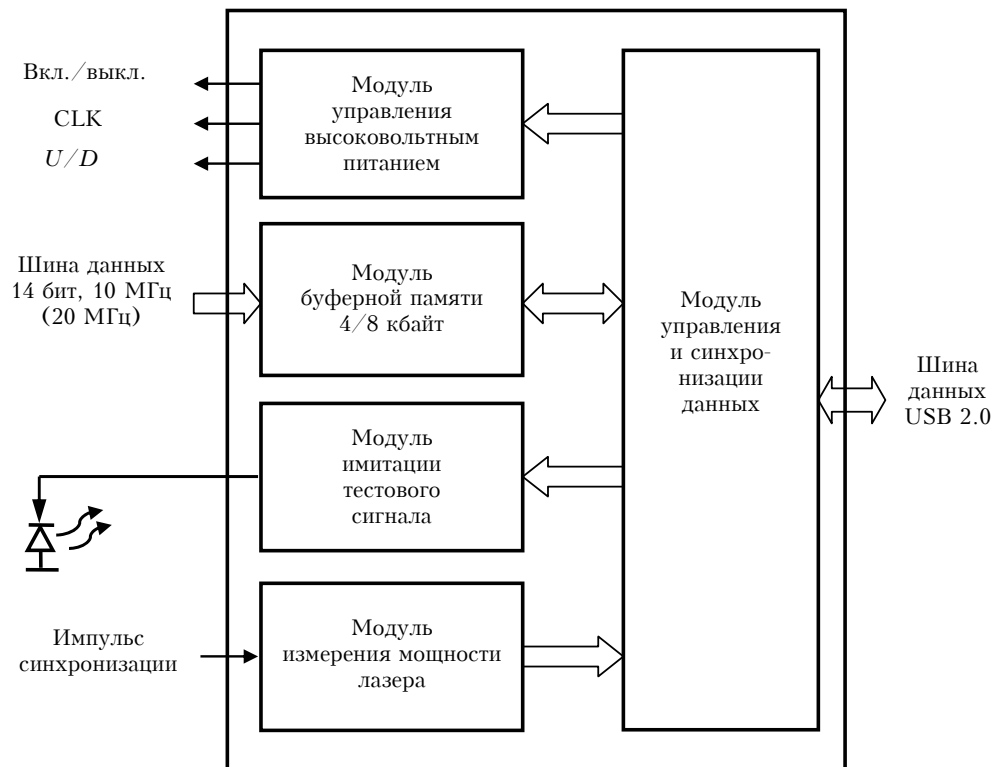 Вкл./выкл.
CLK
U/D
Модуль
управления
высоковольтным
питанием
Шина данных
14 бит, 10 МГц
(20 МГц)
Модуль
буферной памяти
4/8 кбайт
Модуль
управления
и синхро-
низации
данных
Шина
данных
USB 2.0
Модуль
имитации
тестового
сигнала
Импульс
синхронизации
Модуль
измерения мощности
лазера